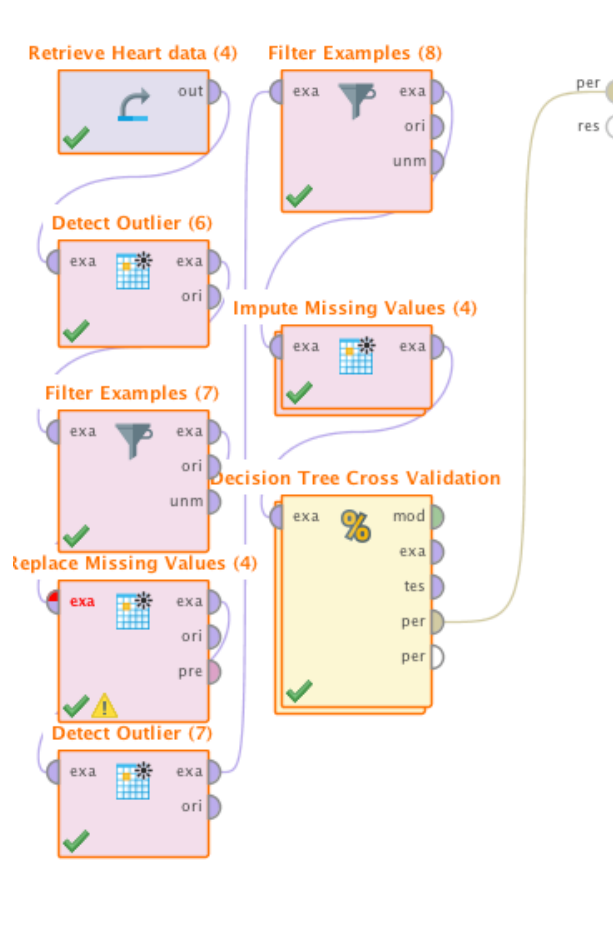 Retrieve Heart data (4)
out
Detect Outlier (6)
exa exa
ori
Filter Examples (7)
exa exa
ori
unm
Replace Missing Values (4)
exa exa
ori
pre
Detect Outlier (7)
exa exa
ori
Filter Examples (8)
exa exa
ori
unm
Impute Missing Values (4)
exa exa
Decision Tree Cross Validation
exa mod
%
exa
tes
per
per
per
res